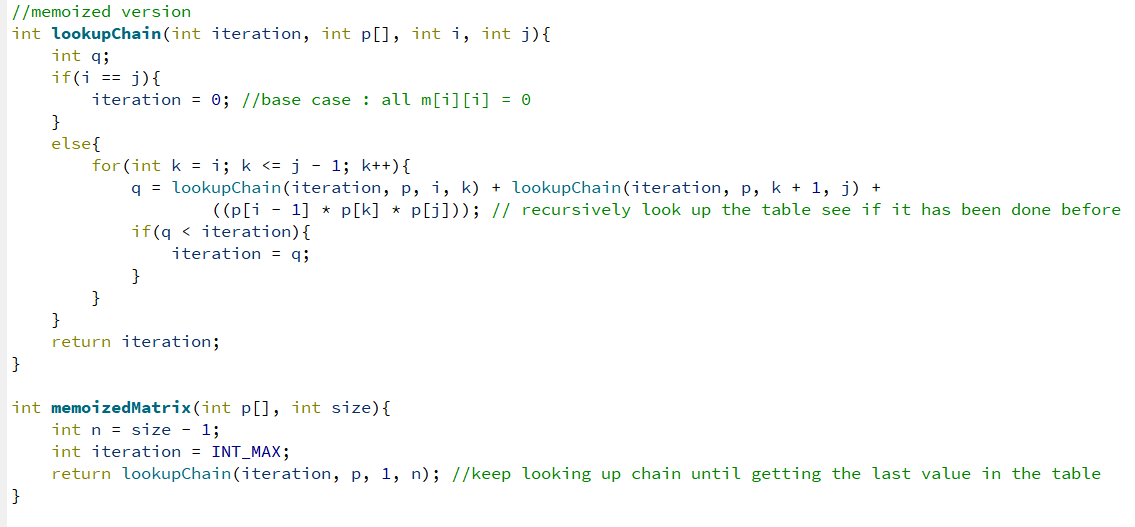 //memoized version
int lookupChain(int iteration, int p[], int i, int j){
    int q;
    if(i == j){
        iteration = 0; //base case : all m[i][i] = 0
    }
    else{
        for(int k = i; k <= j - 1; k++){
            q = lookupChain(iteration, p, i, k) + lookupChain(iteration, p, k + 1, j) +
                    ((p[i - 1] * p[k] * p[j])); // recursively look up the table see if it has been done before
            if(q < iteration){
                iteration = q;
            }
        }
    }
    return iteration;
}

int memoizedMatrix(int p[], int size){
    int n = size - 1;
    int iteration = INT_MAX;
    return lookupChain(iteration, p, 1, n); //keep looking up chain until getting the last value in the table
}